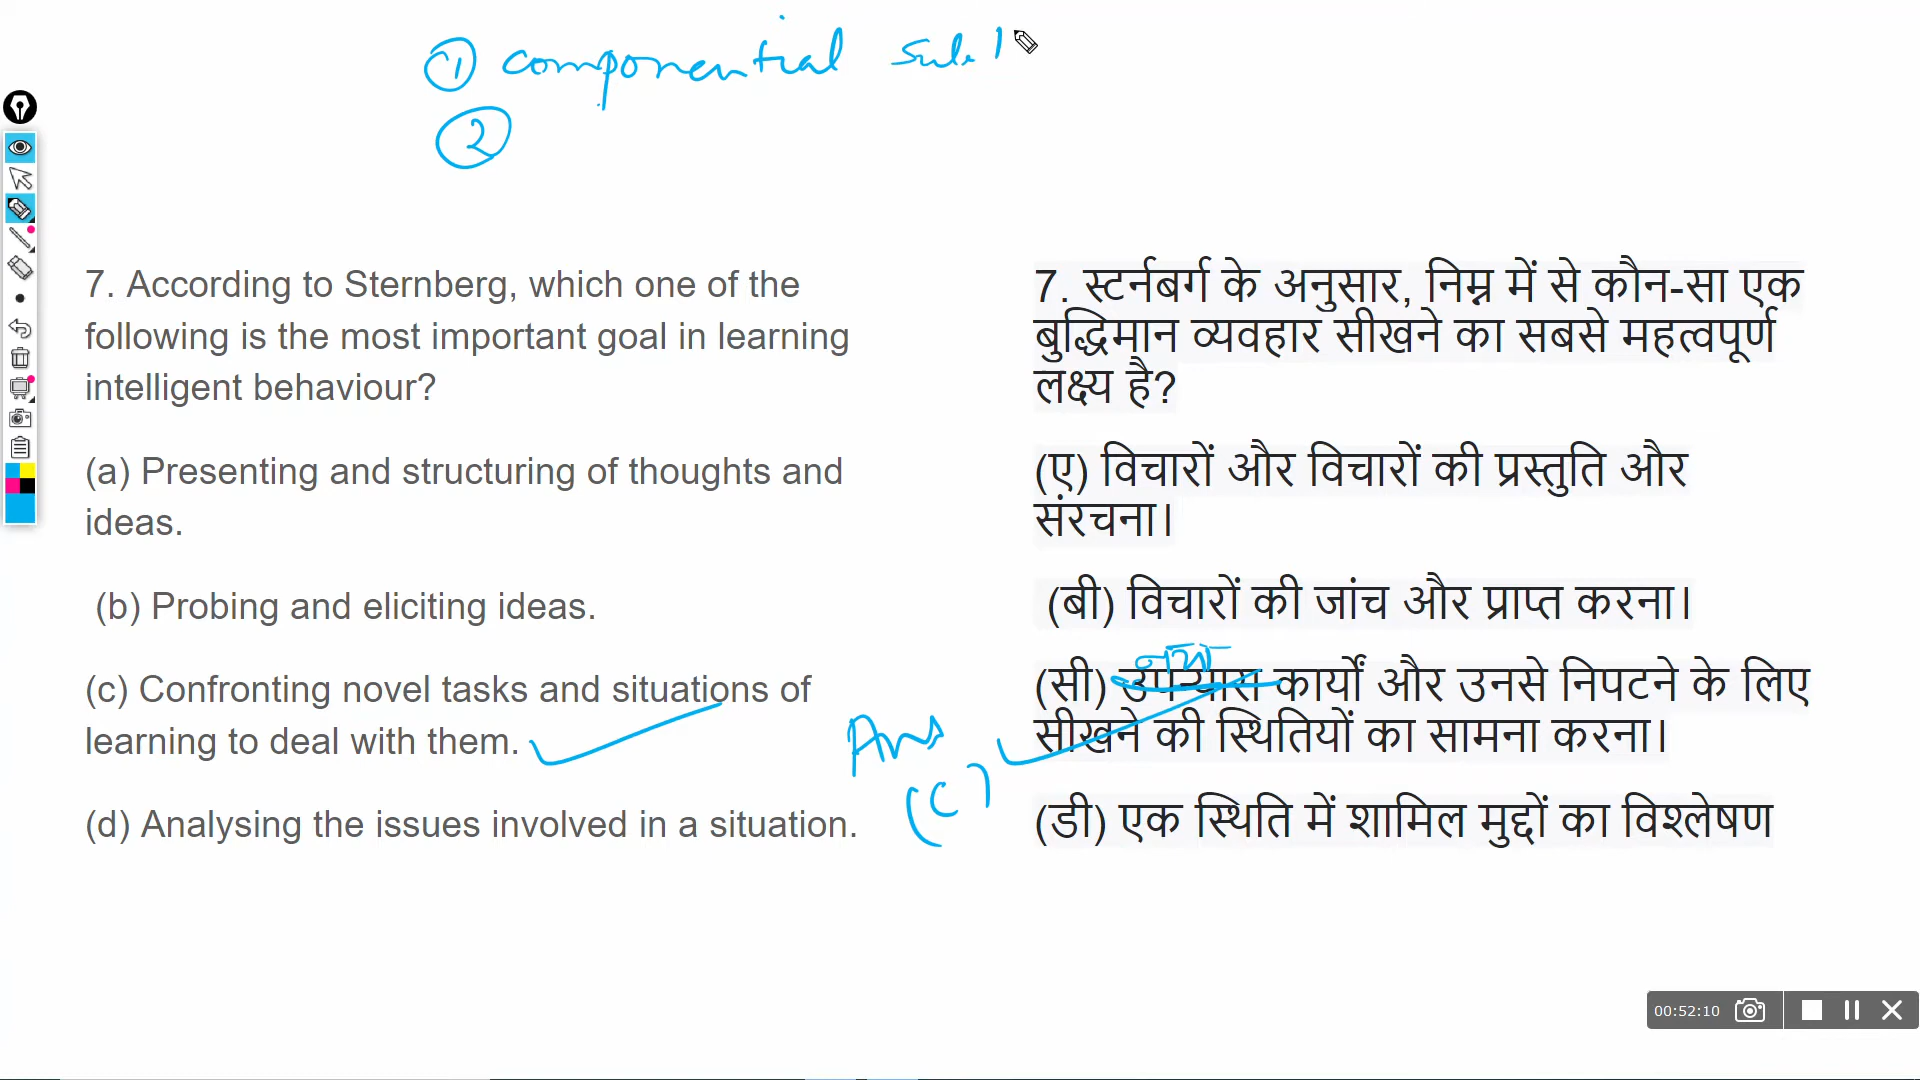 ① componential sub
②
7. According to Sternberg, which one of the
following is the most important goal in learning
intelligent behaviour?
(a) Presenting and structuring of thoughts and
ideas.
(b) Probing and eliciting ideas.
(c) Confronting novel tasks and situations of
learning to deal with them.
(d) Analysing the issues involved in a situation.
Ans
(c)
7. स्टर्नबर्ग के अनुसार, निम्न में से कौन-सा एक
बुद्धिमान व्यवहार सीखने का सबसे महत्वपूर्ण
लक्ष्य है?
(ए) विचारों और विचारों की प्रस्तुति और
संरचना।
(बी) विचारों की जांच और प्राप्त करना।
नया
(सी) उपन्यास कार्यों और उनसे निपटने के लिए
सीखने की स्थितियों का सामना करना।
(डी) एक स्थिति में शामिल मुद्दों का विश्लेषण
00:52:10